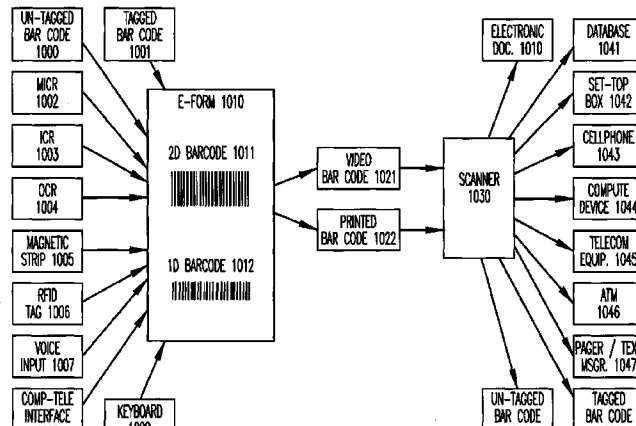 UN-TAGGED
BAR CODE
1000
TAGGED
BAR CODE
1001
MICR
1002
ICR
1003
OCR
1004
MAGNETIC
STRIP 1005
RFID
TAG 1006
VOICE
INPUT 1007
COMP-TELE
INTERFACE
KEYBOARD
E-FORM 1010
2D BARCODE 1011
1D BARCODE 1012
VIDEO
BAR CODE 1021
PRINTED
BAR CODE 1022
SCANNER
1030
ELECTRONIC
DOC. 1010
DATABASE
1041
SET-TOP
BOX 1042
CELLPHONE
1043
COMPUTE
DEVICE 1044
TELECOM
EQUIP. 1045
ATM
1046
PAGER / TEX
MSGR. 1047
UN-TAGGED
BAR CODE
TAGGED
BAR CODE